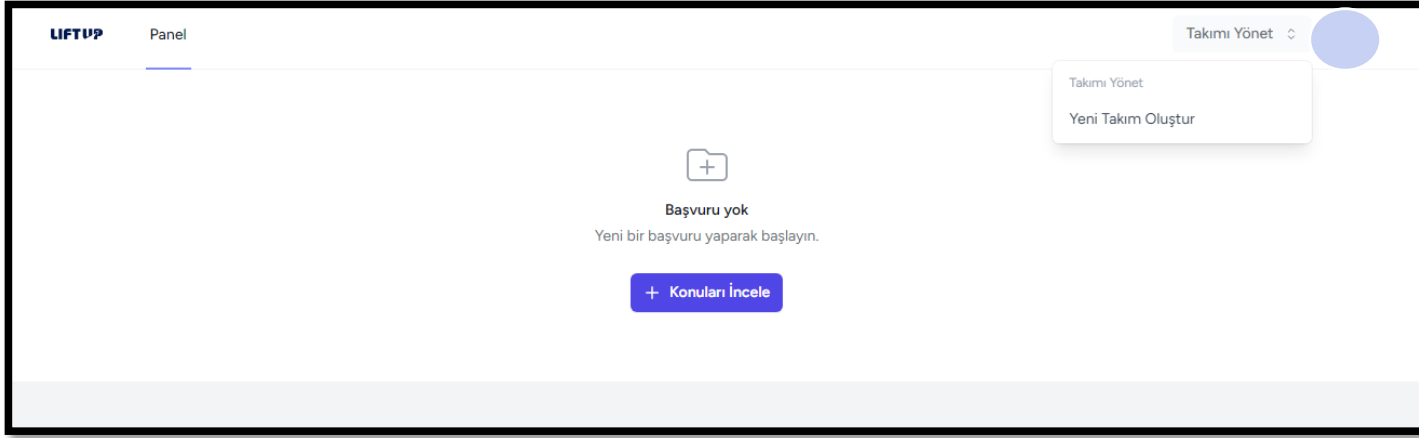 LIFTUP
Panel
Takımı Yönet
Takımı Yönet
Yeni Takım Oluştur
Başvuru yok
Yeni bir başvuru yaparak başlayın.
+ Konuları İncele